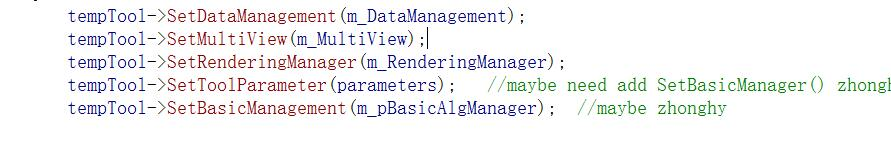 tempTool->SetDataManagement(m_DataManagement);
tempTool->SetMultiView(m_MultiView);
tempTool->SetRenderingManager(m_RenderingManager);
tempTool->SetToolParameter(parameters);   //maybe need add SetBasicManager()
tempTool->SetBasicManagement(m_pBasicAlgManager);  //maybe zhonghy